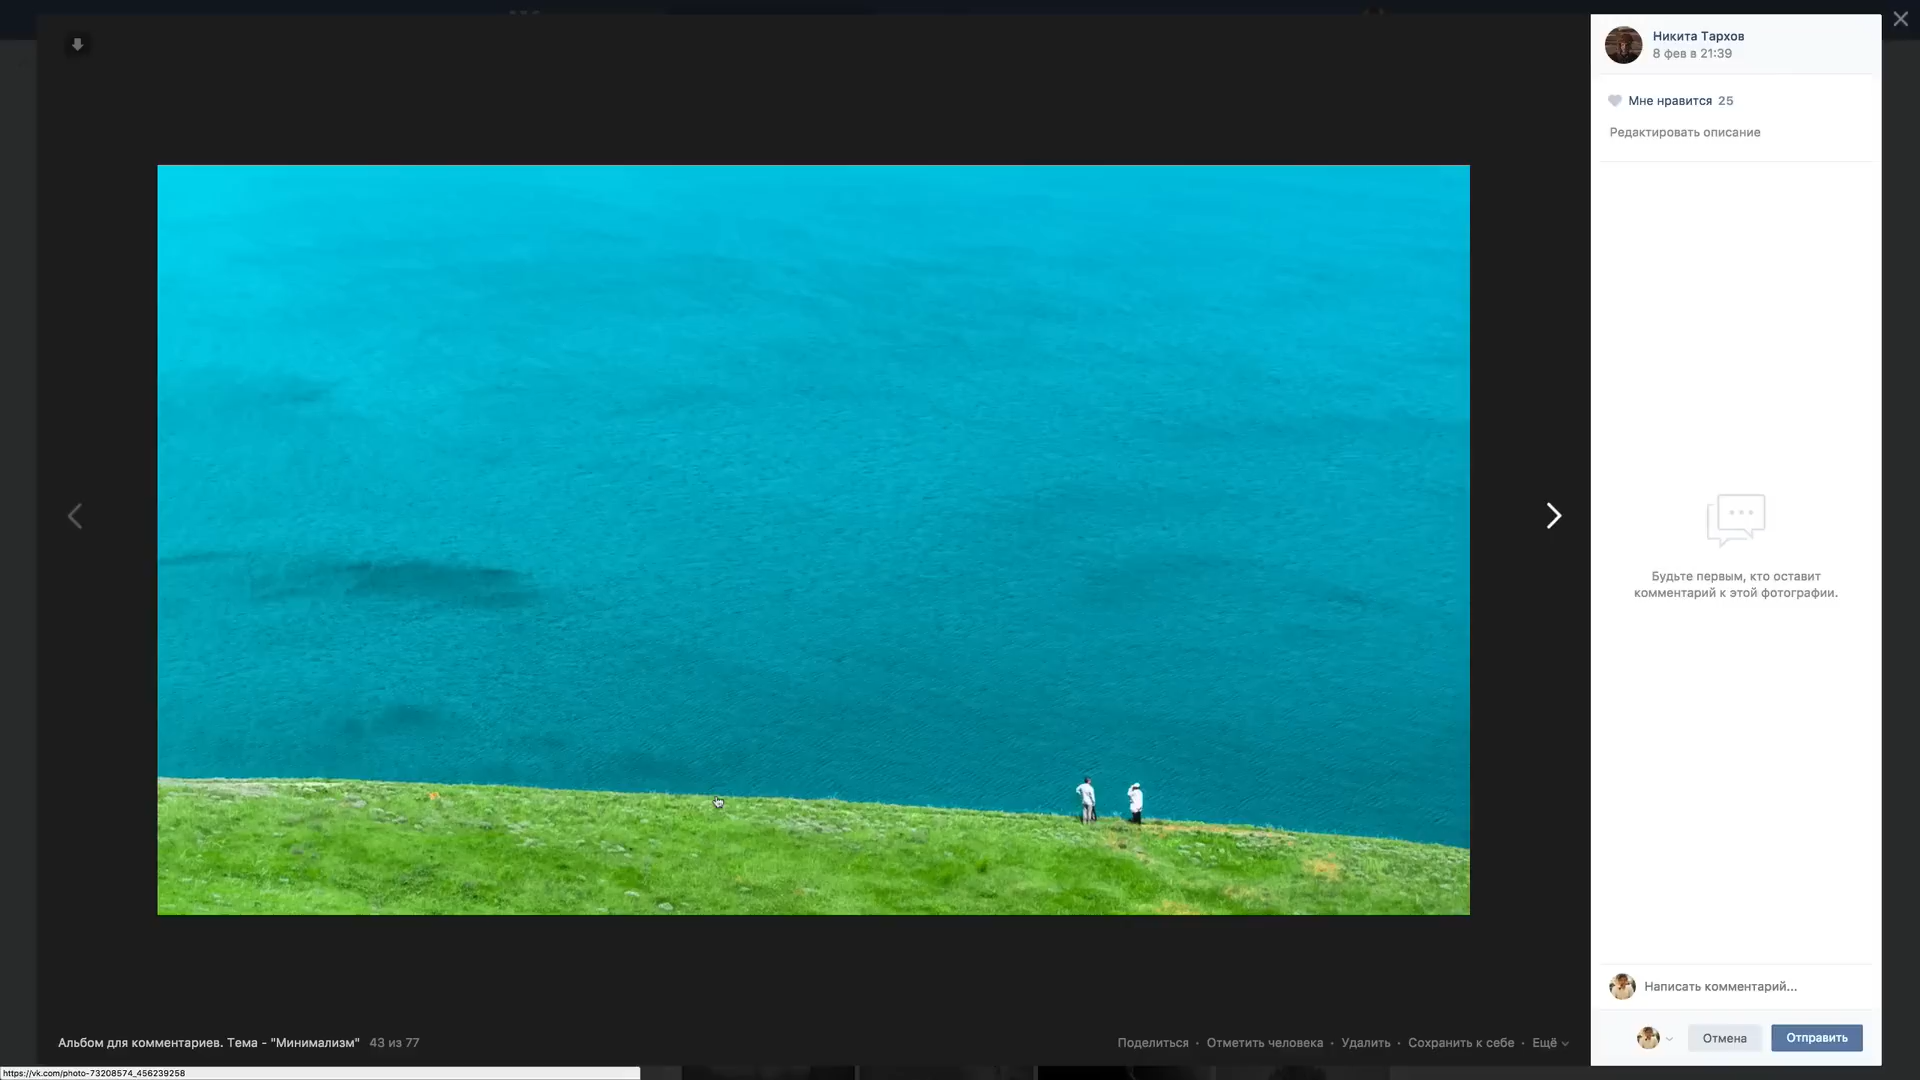 Никита Тархов
8 фев в 21:39
Мне нравится 25
Редактировать описание
Будьте первым, кто оставит
комментарий к этой фотографии.
Написать комментарий...
Отмена
Отправить
Альбом для комментариев. Тема - "Минимализм" 43 из 77
Поделиться · Отметить человека · Удалить · Сохранить к себе · Ещё
https://vk.com/photo-73208574_456239258